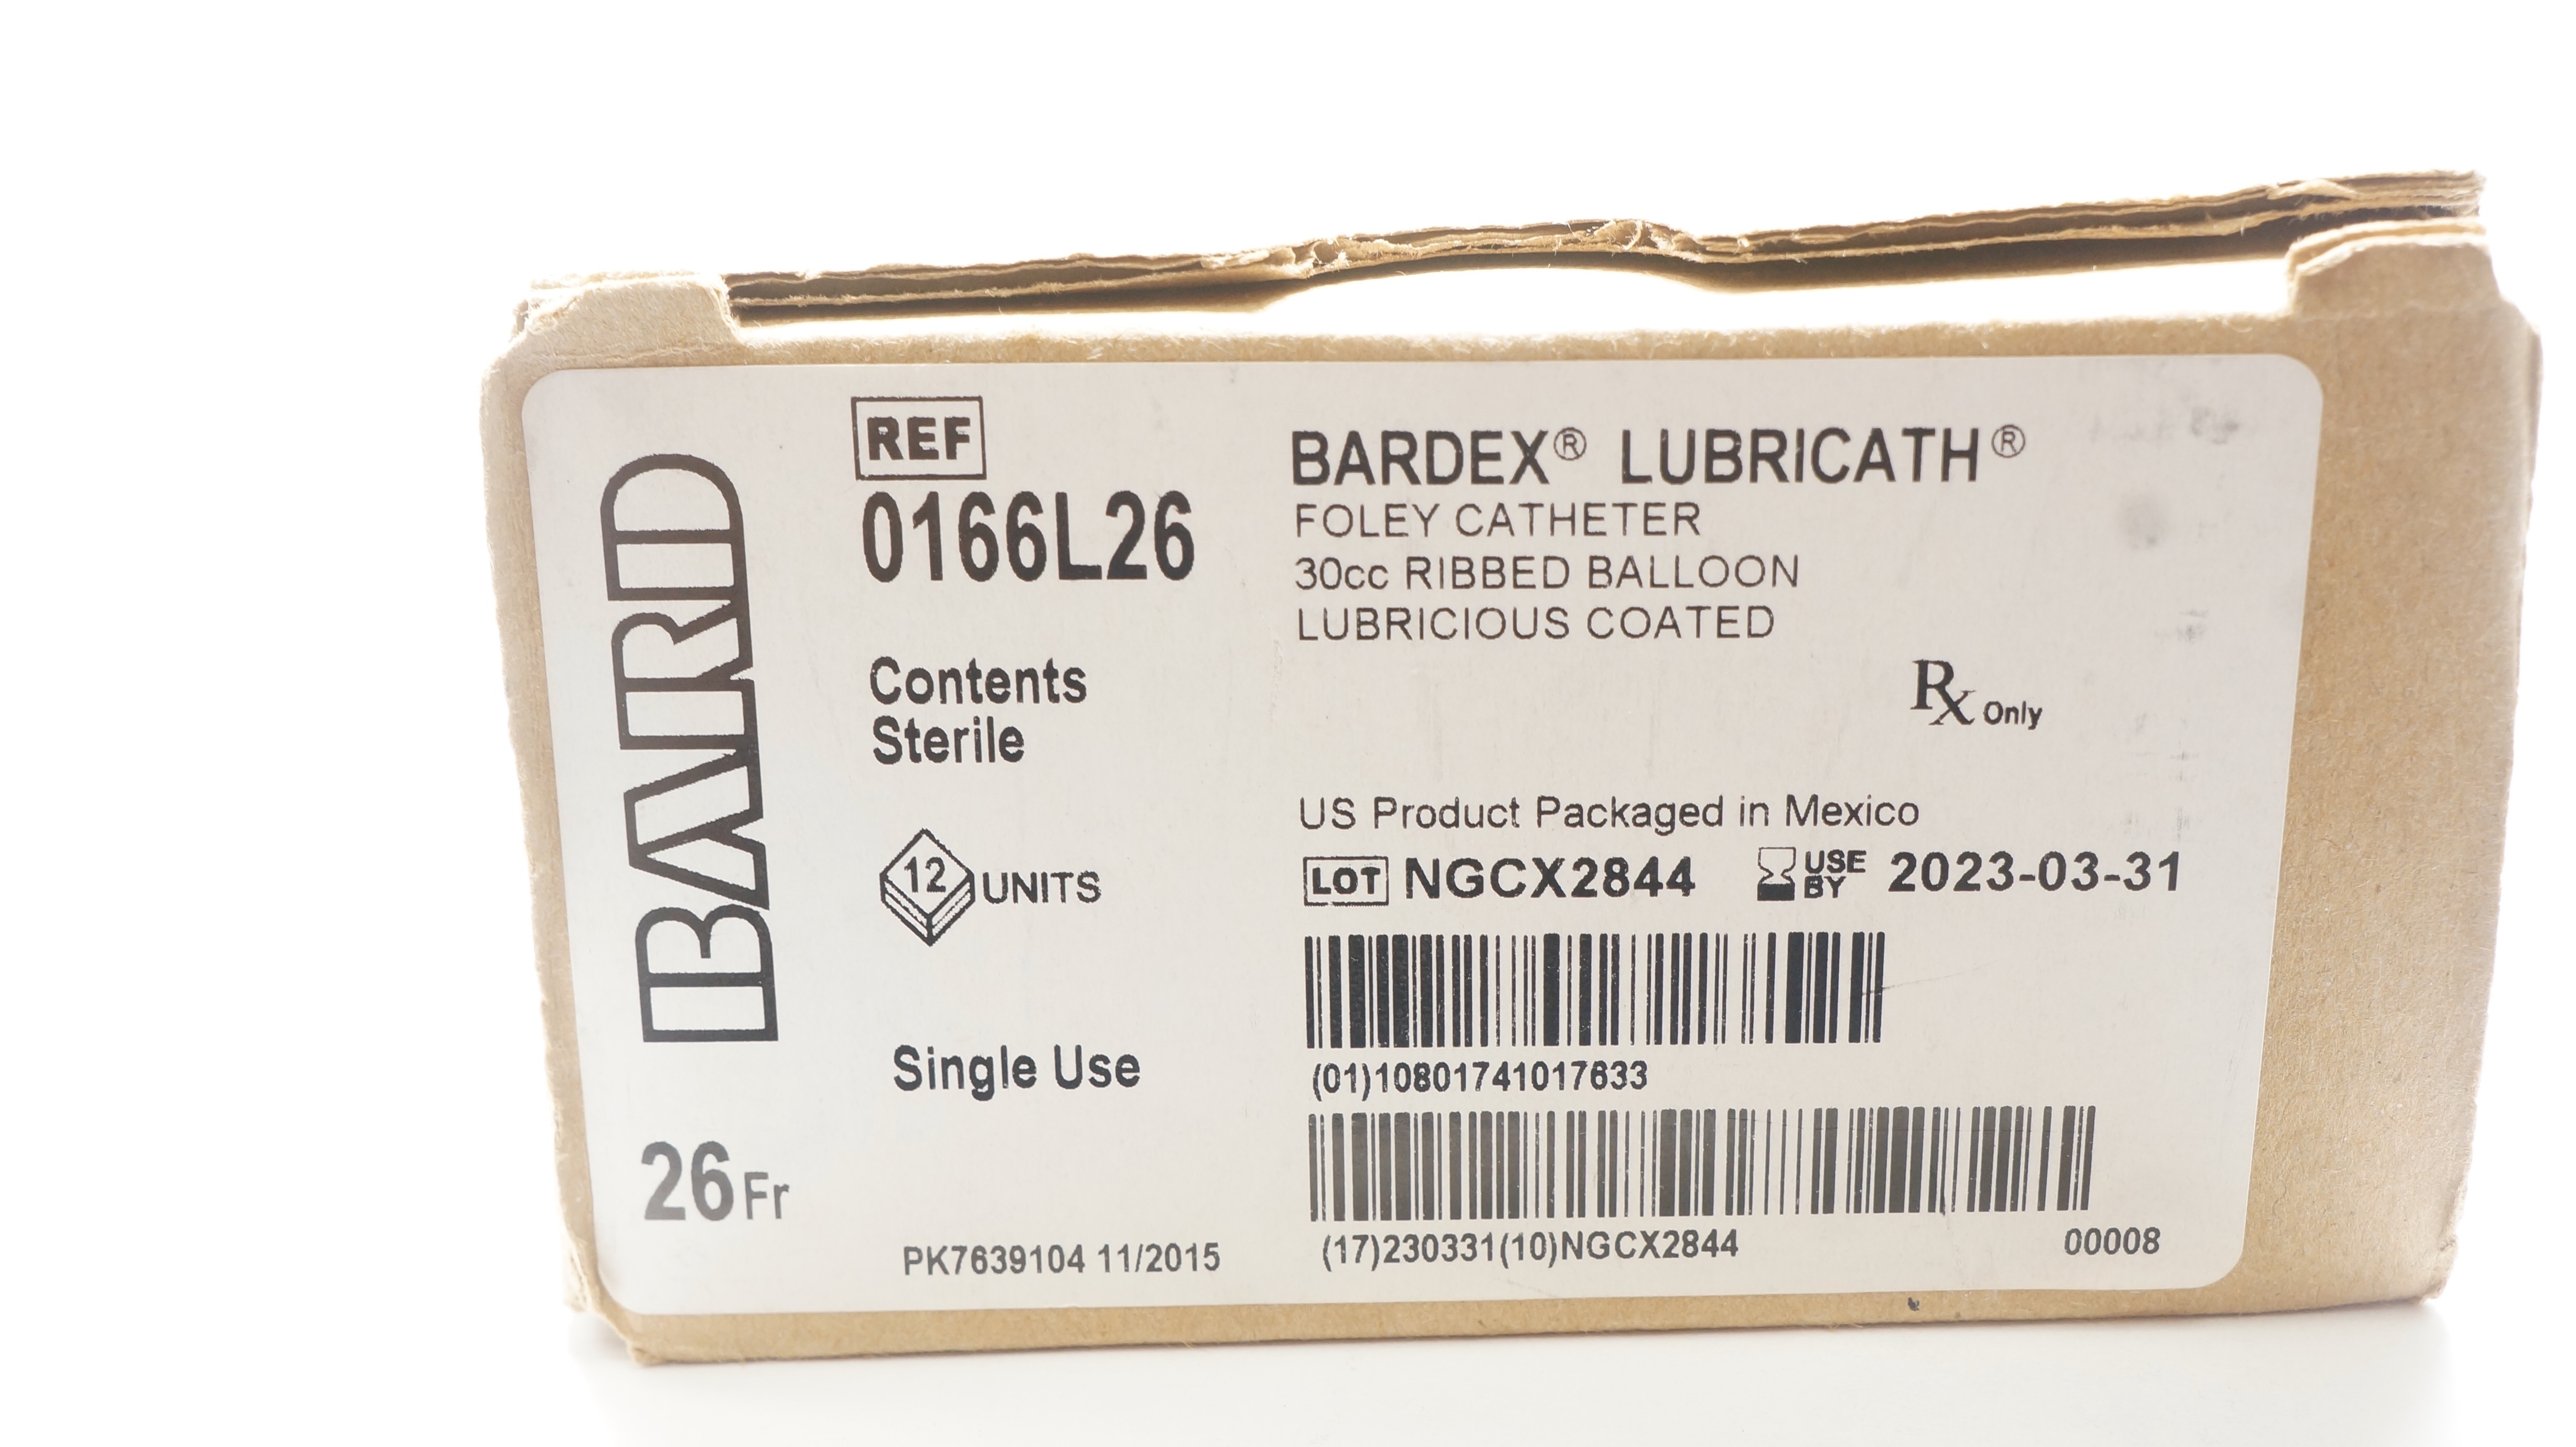 BARD
26 Fr
REF
0166L26
Contents
Sterile
12 UNITS
Single Use
PK7639104 11/2015
BARDEX® LUBRICATH®
FOLEY CATHETER
30cc RIBBED BALLOON
LUBRICIOUS COATED
Rx Only
US Product Packaged in Mexico
LOT NGCX2844 USE BY 2023-03-31
(01)10801741017633
(17)230331(10)NGCX2844 00008